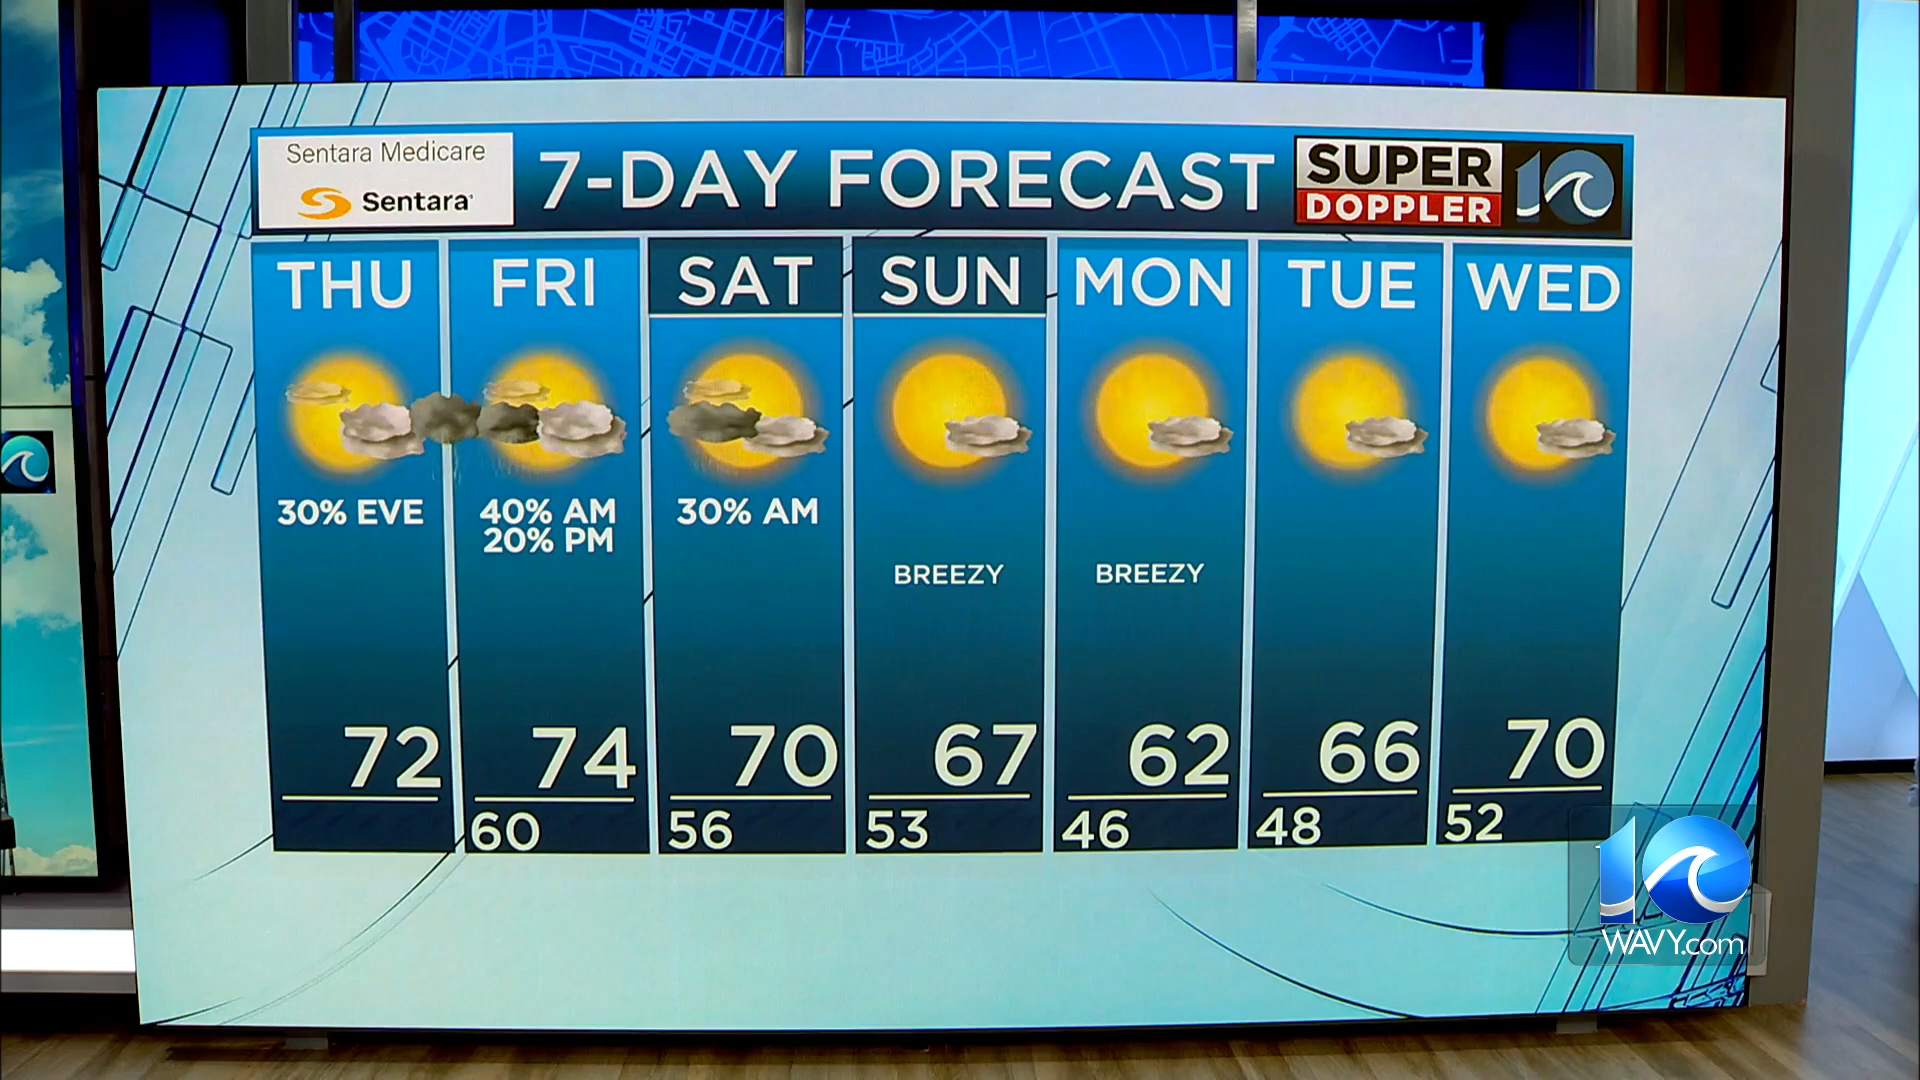 Sentara Medicare
Sentara
7-DAY FORECAST
SUPER
DOPPLER
10
THU
FRI
SAT
SUN
MON
TUE
WED
30% EVE
40% AM
20% PM
30% AM
BREEZY
BREEZY
72
74
70
67
62
66
70
60
56
53
46
48
52
10
WAVY.com